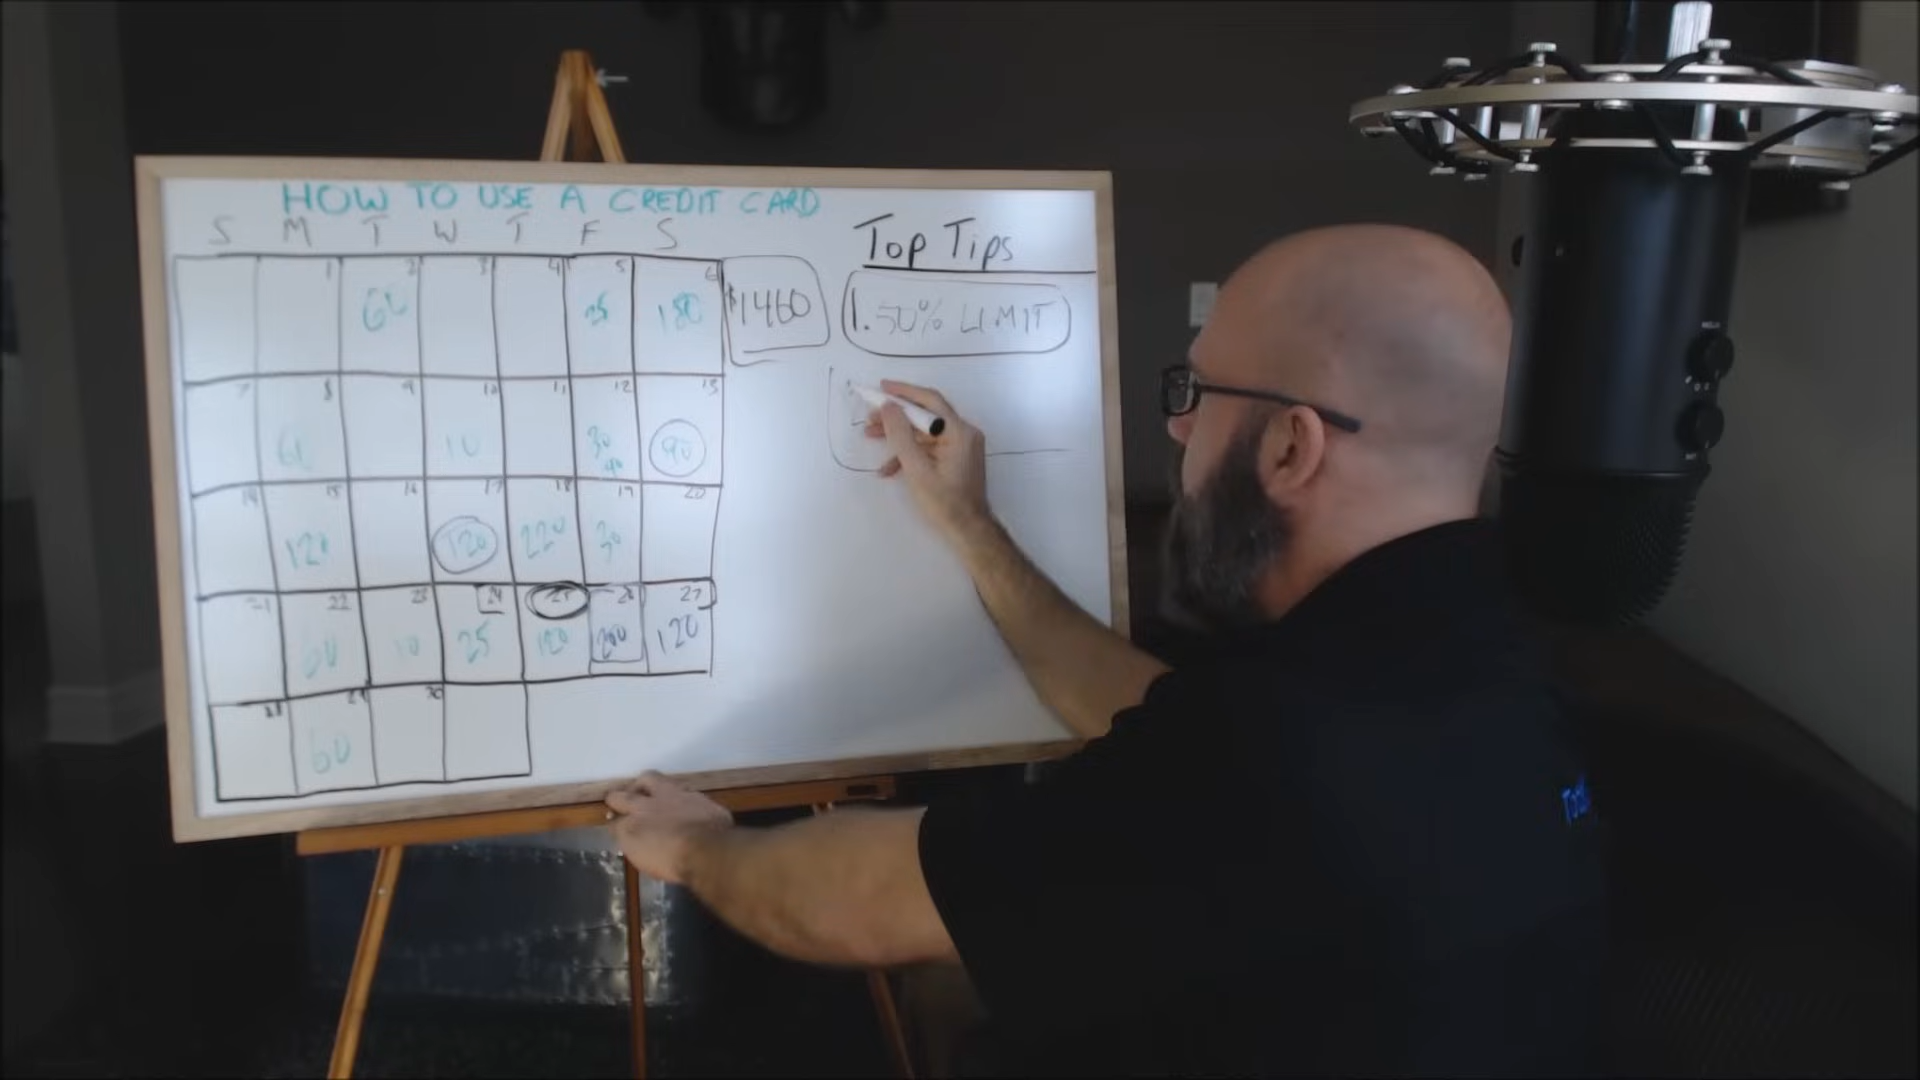 HOW TO USE A CREDIT CARD
S M T W T F S
Top Tips
1 2 3 4 5 6
60 25 180
$1460
1. 50% LIMIT
7 8 9 10 11 12 13
60 10 30 40 90
14 15 16 17 18 19 20
120 120 220 30
21 22 23 24 25 26 27
60 10 25 120 200 120
28 29 30
60